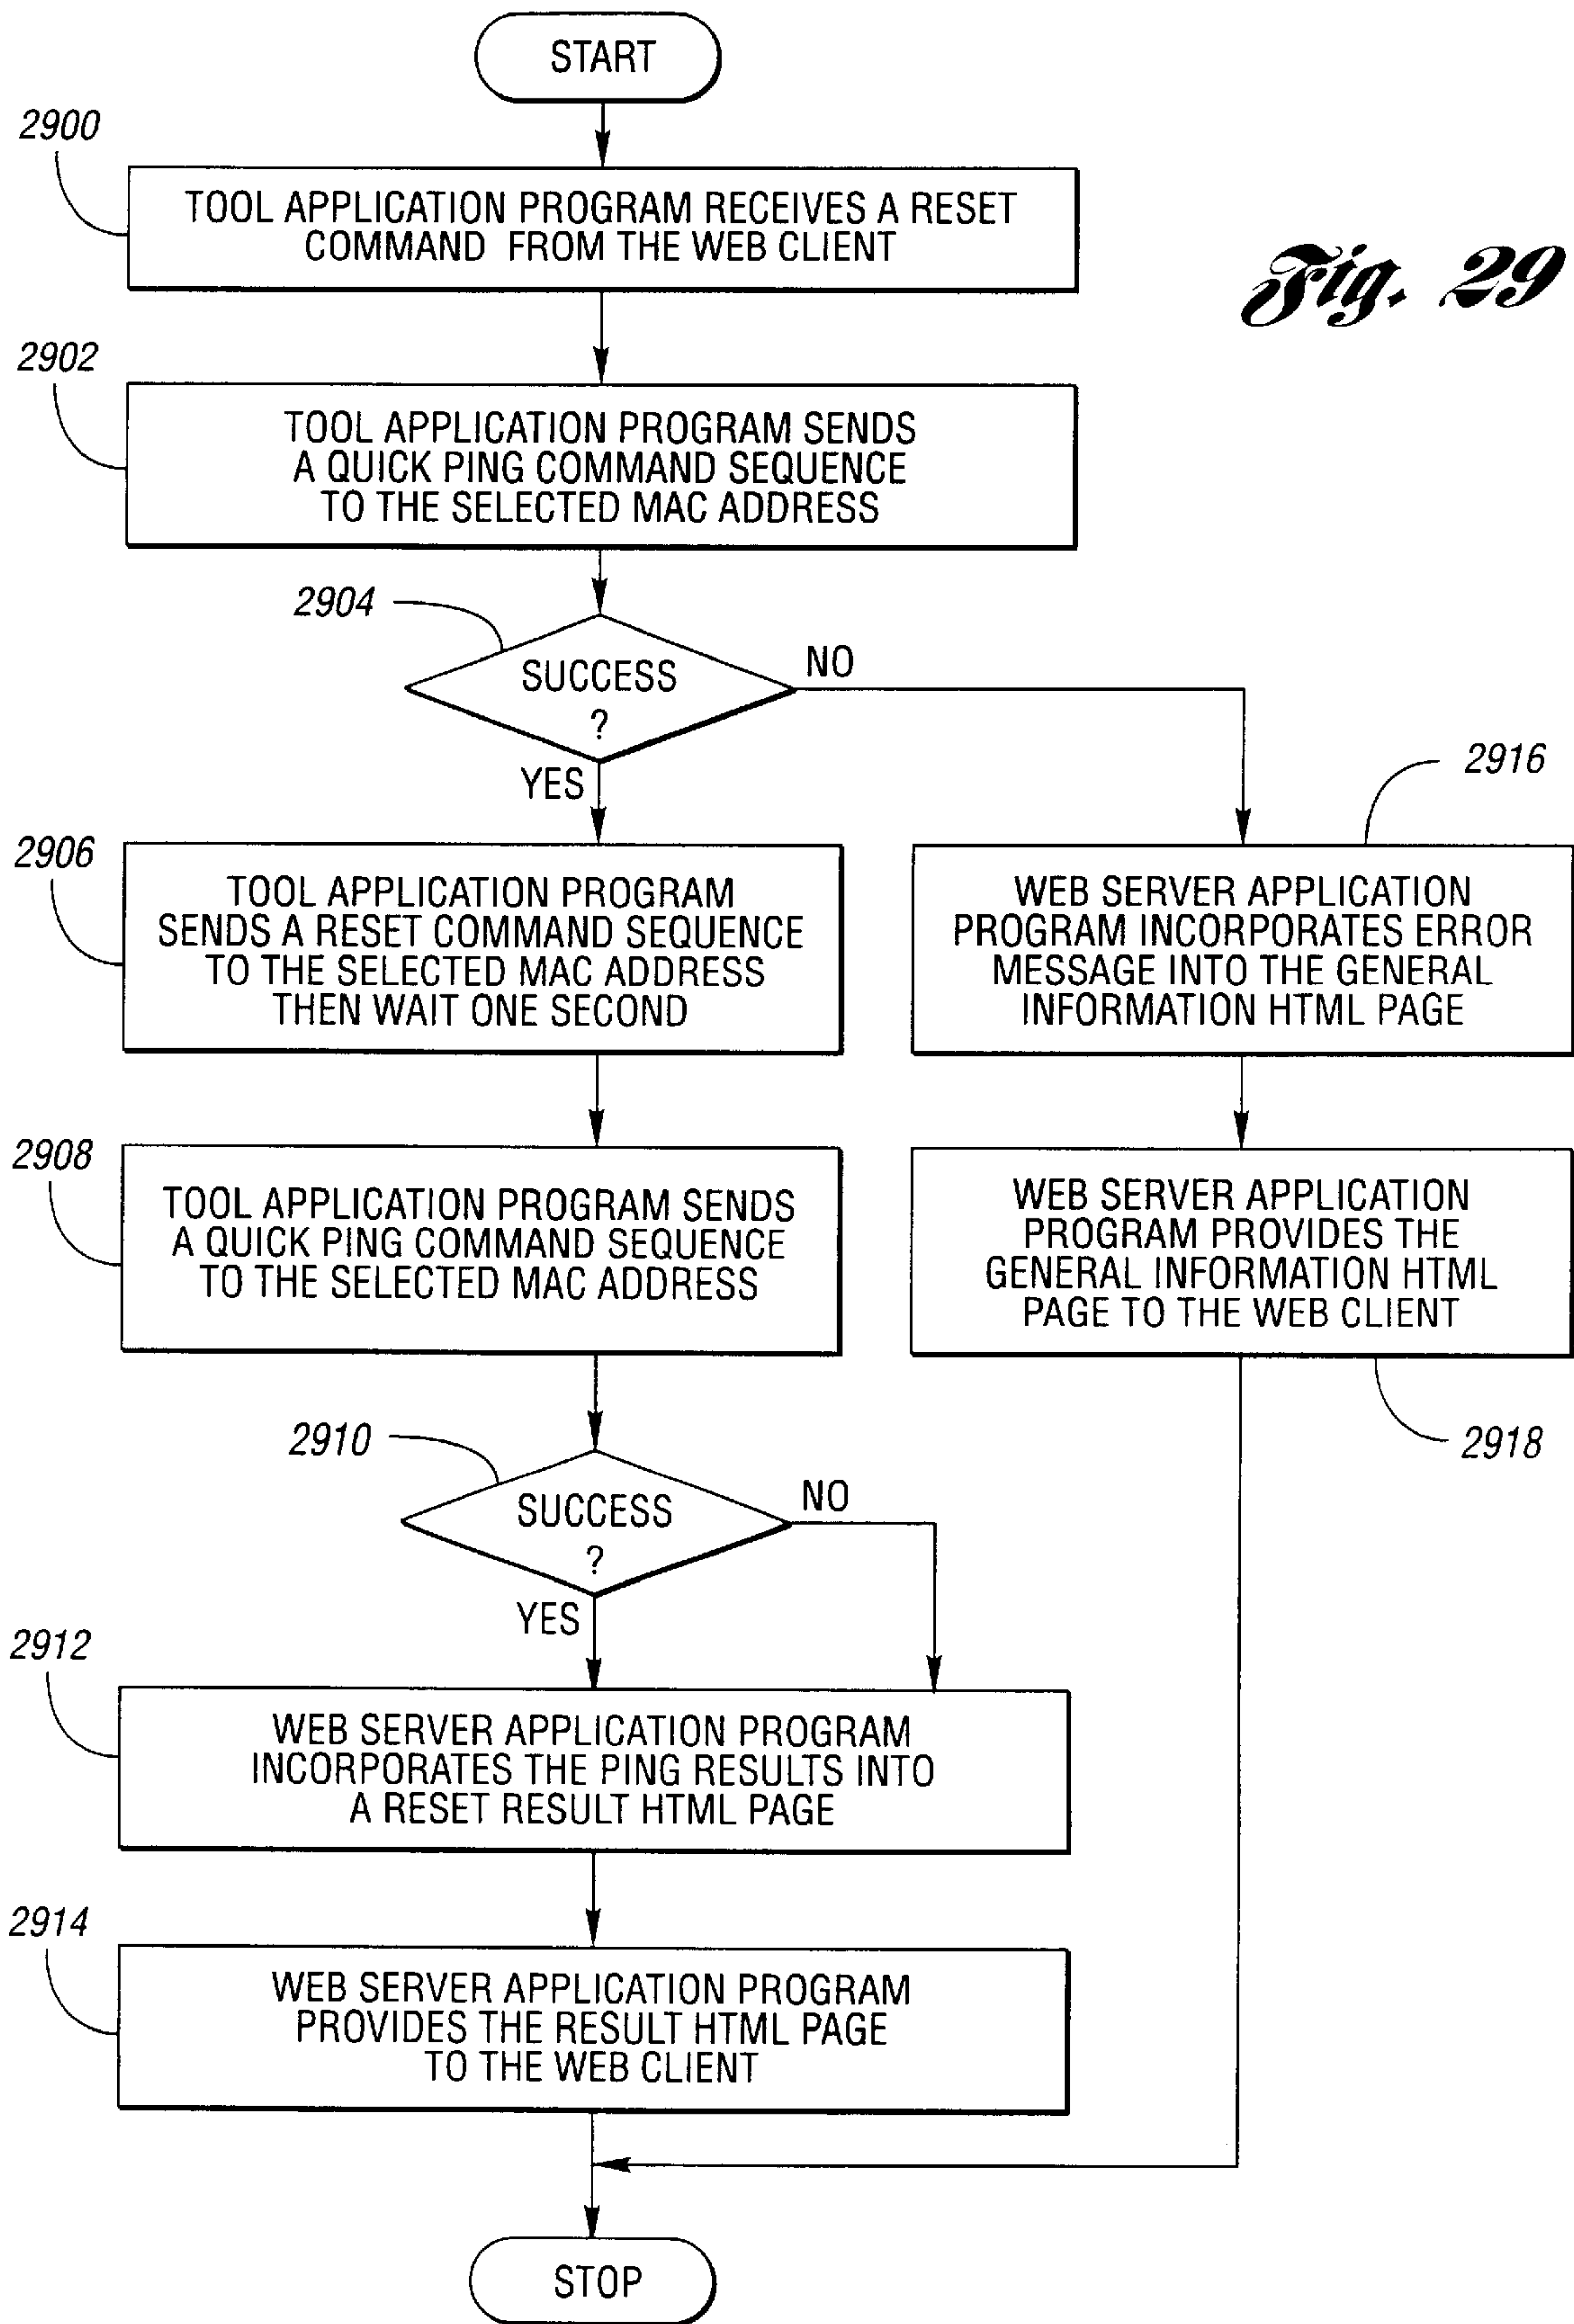 START
2900
TOOL APPLICATION PROGRAM RECEIVES A RESET
COMMAND FROM THE WEB CLIENT
Fig. 29
2902
TOOL APPLICATION PROGRAM SENDS
A QUICK PING COMMAND SEQUENCE
TO THE SELECTED MAC ADDRESS
2904
SUCCESS
?
NO
YES
2906
TOOL APPLICATION PROGRAM
SENDS A RESET COMMAND SEQUENCE
TO THE SELECTED MAC ADDRESS
THEN WAIT ONE SECOND
2916
WEB SERVER APPLICATION
PROGRAM INCORPORATES ERROR
MESSAGE INTO THE GENERAL
INFORMATION HTML PAGE
2908
TOOL APPLICATION PROGRAM SENDS
A QUICK PING COMMAND SEQUENCE
TO THE SELECTED MAC ADDRESS
WEB SERVER APPLICATION
PROGRAM PROVIDES THE
GENERAL INFORMATION HTML
PAGE TO THE WEB CLIENT
2918
2910
SUCCESS
?
NO
YES
2912
WEB SERVER APPLICATION PROGRAM
INCORPORATES THE PING RESULTS INTO
A RESET RESULT HTML PAGE
2914
WEB SERVER APPLICATION PROGRAM
PROVIDES THE RESULT HTML PAGE
TO THE WEB CLIENT
STOP